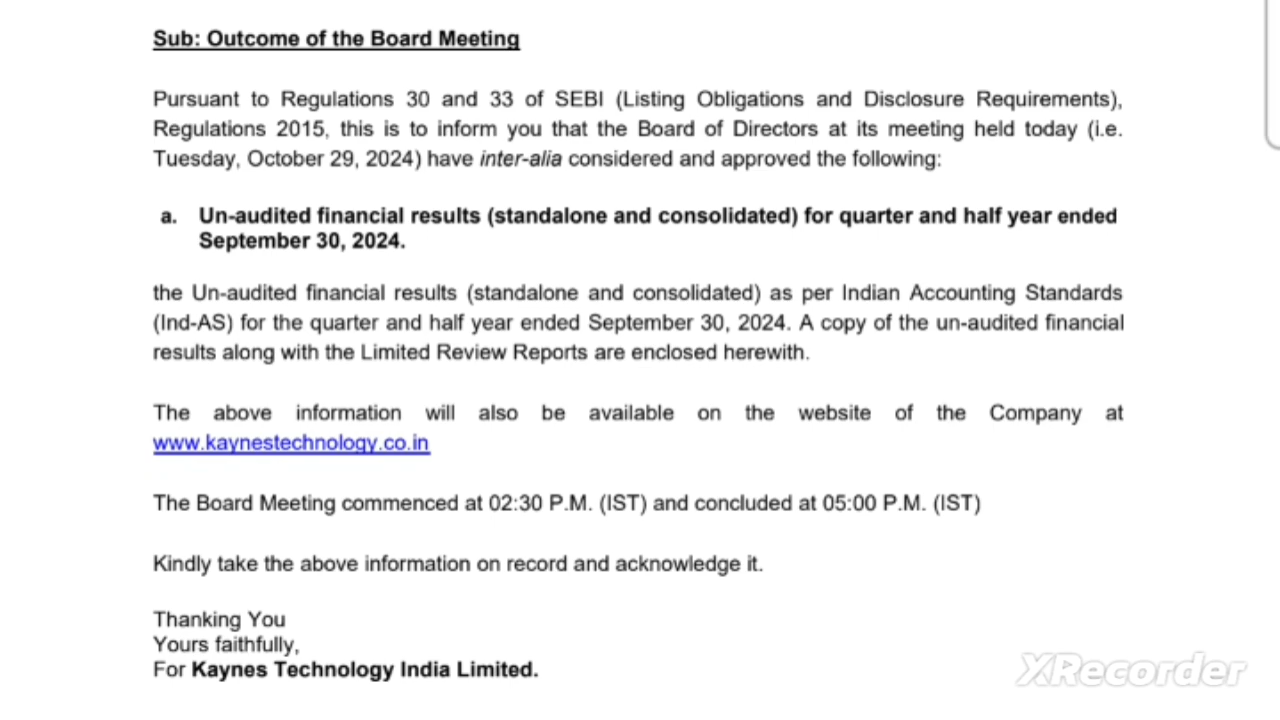 Sub: Outcome of the Board Meeting
Pursuant to Regulations 30 and 33 of SEBI (Listing Obligations and Disclosure Requirements),
Regulations 2015, this is to inform you that the Board of Directors at its meeting held today (i.e.
Tuesday, October 29, 2024) have inter-alia considered and approved the following:
a. Un-audited financial results (standalone and consolidated) for quarter and half year ended
September 30, 2024.
the Un-audited financial results (standalone and consolidated) as per Indian Accounting Standards
(Ind-AS) for the quarter and half year ended September 30, 2024. A copy of the un-audited financial
results along with the Limited Review Reports are enclosed herewith.
The above information will also be available on the website of the Company at
www.kaynestechnology.co.in
The Board Meeting commenced at 02:30 P.M. (IST) and concluded at 05:00 P.M. (IST)
Kindly take the above information on record and acknowledge it.
Thanking You
Yours faithfully,
For Kaynes Technology India Limited.
XRecorder